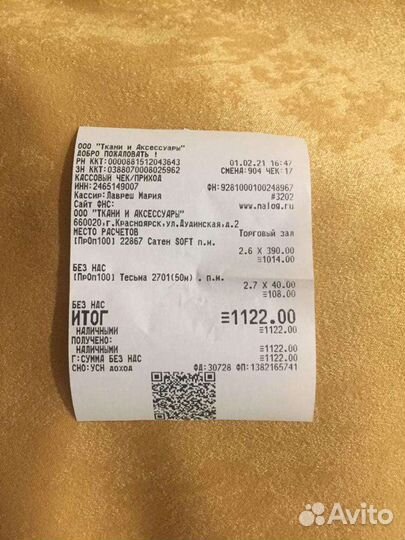 ООО "Ткани и Аксессуары"
ДОБРО ПОЖАЛОВАТЬ !
РН ККТ:0000881512043643 01.02.21 16:47
ЗН ККТ:0388070008025962 СМЕНА:904 ЧЕК:17
КАССОВЫЙ ЧЕК/ПРИХОД
ИНН:2465149007 ФН:9281000100248967
Кассир:Лавреш Мария #3202
Сайт ФНС: www.nalog.ru
ООО "ТКАНИ И АКСЕССУАРЫ"
660020,г.Красноярск,ул.Дудинская,д.2
МЕСТО РАСЧЕТОВ Торговый зал
[ПрОп100] 22867 Сатен SOFT п.м.
2.6 X 390.00
≡1014.00
БЕЗ НДС
[ПрОп100] Тесьма 2701(50м) . п.м.
2.7 X 40.00
≡108.00
БЕЗ НДС
ИТОГ ≡1122.00
НАЛИЧНЫМИ ≡1122.00
ПОЛУЧЕНО:
НАЛИЧНЫМИ ≡1122.00
Г:СУММА БЕЗ НДС ≡1122.00
СНО:УСН доход ФД:30728 ФП:1382165741
Avito